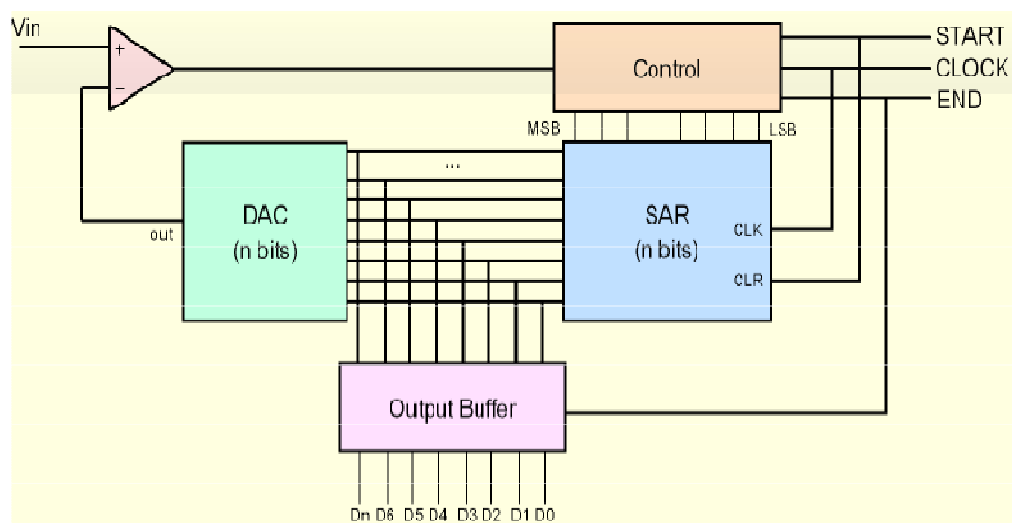 Vin
+
−
Control
START
CLOCK
END
MSB
LSB
...
DAC
(n bits)
out
SAR
(n bits)
CLK
CLR
Output Buffer
Dn D6 D5 D4 D3 D2 D1 D0